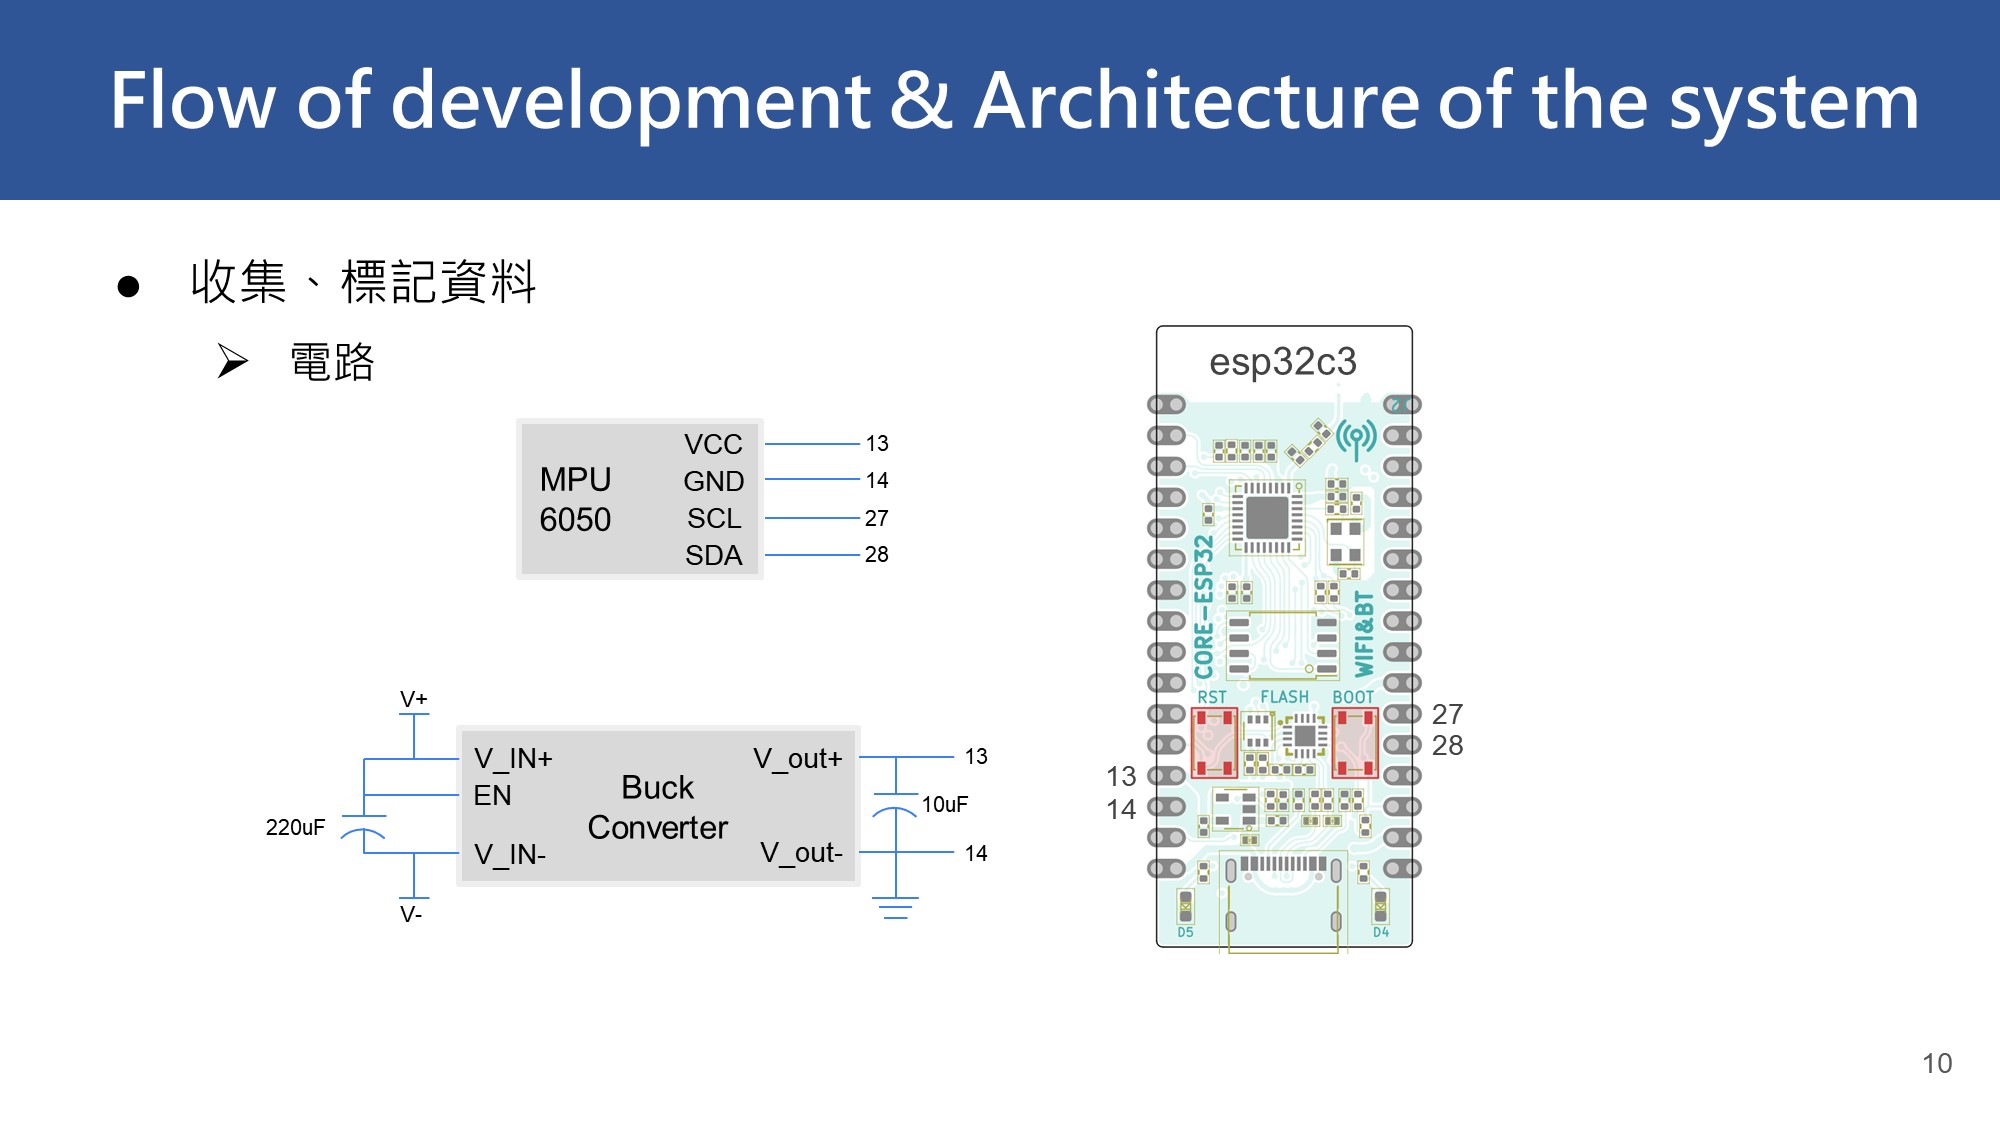 Flow of development & Architecture of the system
● 收集、標記資料
➢ 電路
MPU
6050
VCC
GND
SCL
SDA
13
14
27
28
V+
220uF
V-
V_IN+
EN
V_IN-
Buck
Converter
V_out+
V_out-
13
10uF
14
esp32c3
CORE-ESP32
WIFI&BT
RST
FLASH
BOOT
27
28
13
14
D5
D4
10